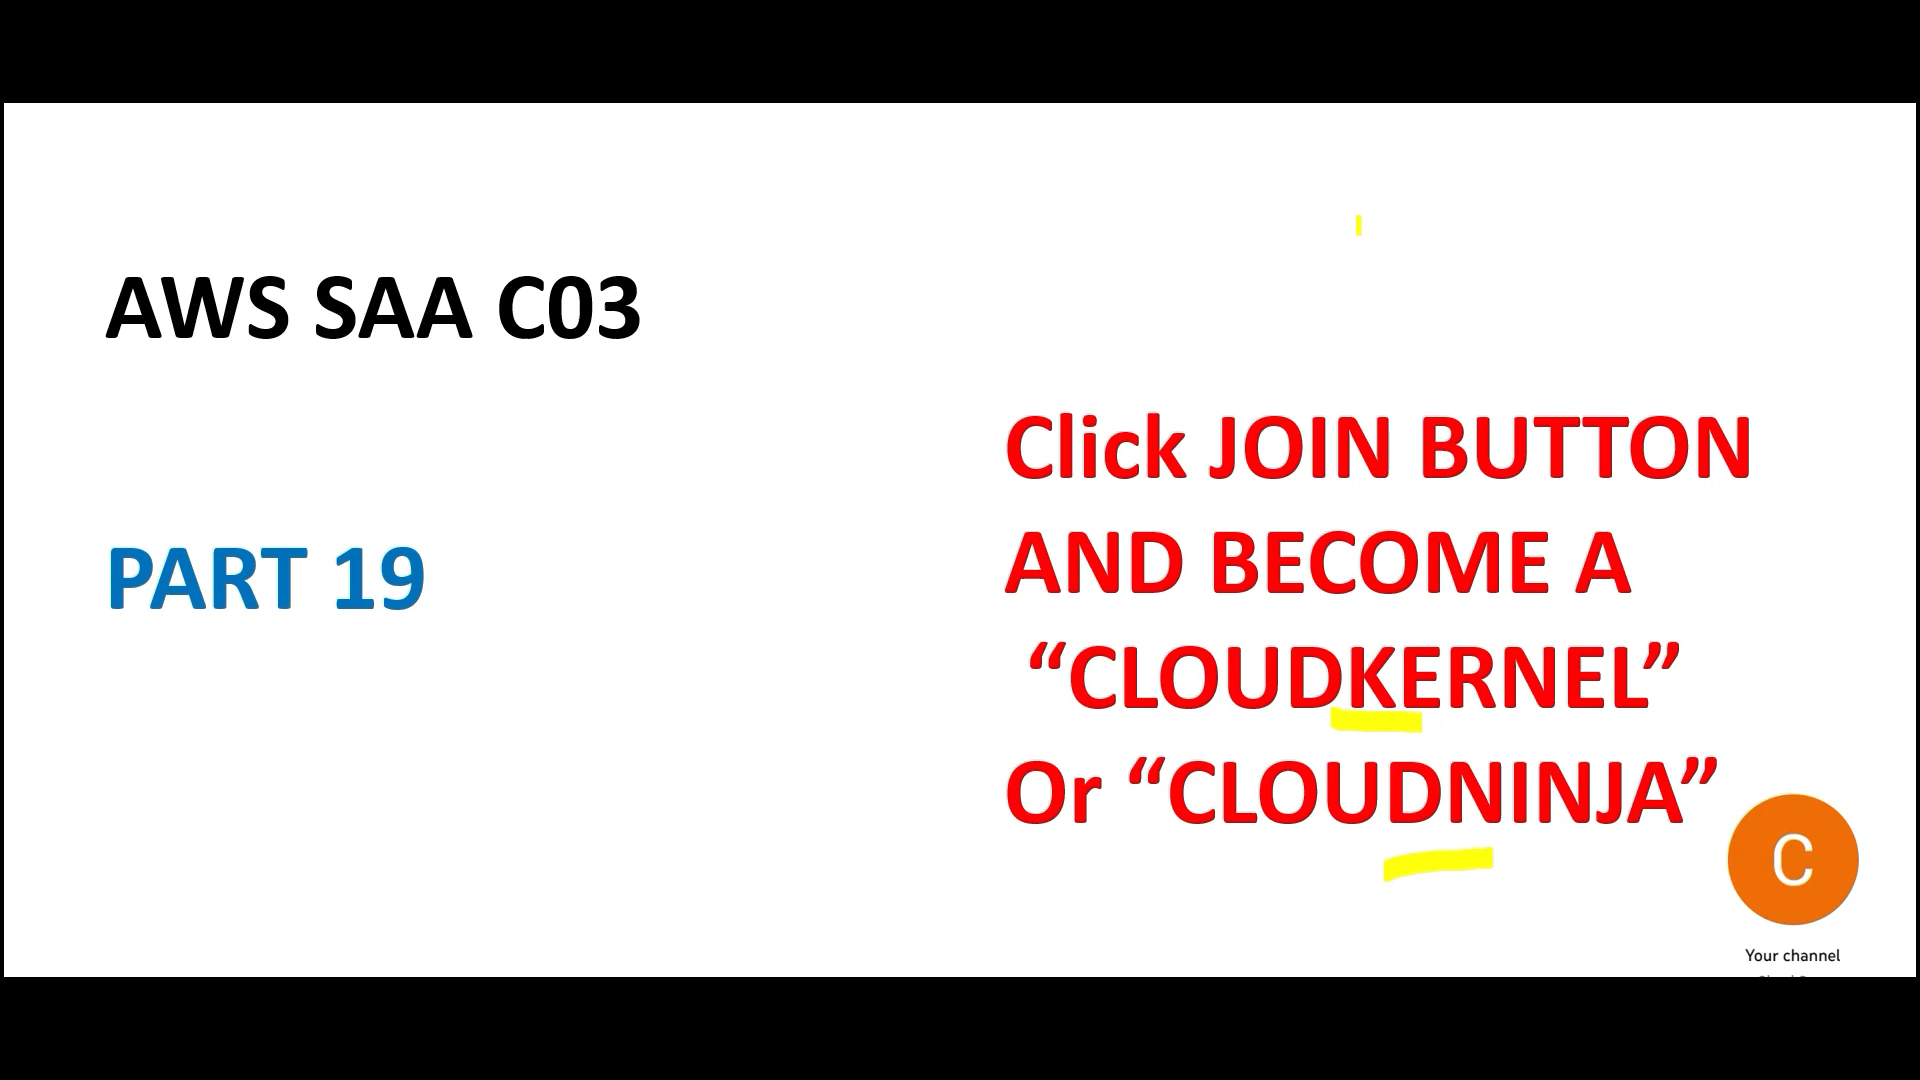 AWS SAA C03
PART 19
Click JOIN BUTTON
AND BECOME A
“CLOUDKERNEL”
Or “CLOUDNINJA”
C
Your channel